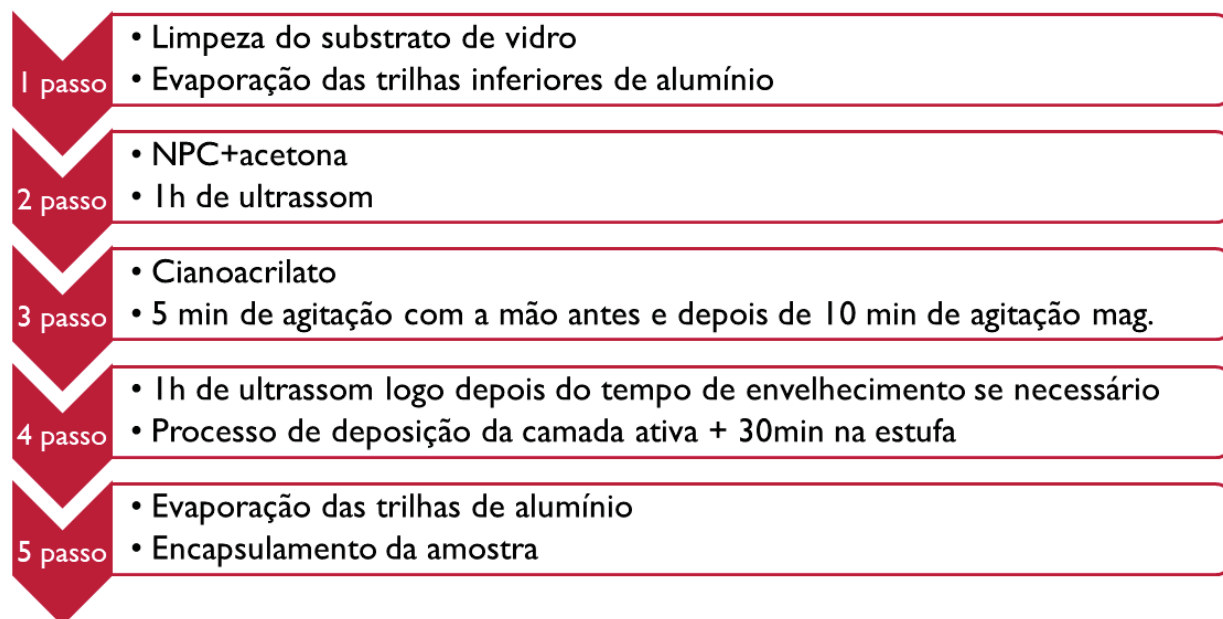 1 passo
• Limpeza do substrato de vidro
• Evaporação das trilhas inferiores de alumínio
2 passo
• NPC+acetona
• 1h de ultrassom
3 passo
• Cianoacrilato
• 5 min de agitação com a mão antes e depois de 10 min de agitação mag.
4 passo
• 1h de ultrassom logo depois do tempo de envelhecimento se necessário
• Processo de deposição da camada ativa + 30min na estufa
5 passo
• Evaporação das trilhas de alumínio
• Encapsulamento da amostra